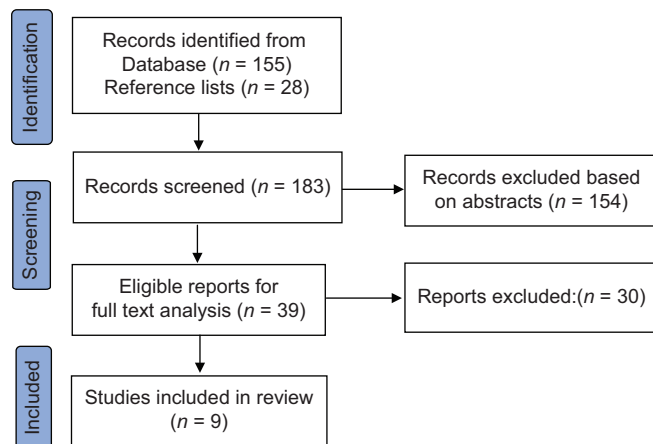 Identification
Records identified from
Database (n = 155)
Reference lists (n = 28)
Screening
Records screened (n = 183)
Records excluded based
on abstracts (n = 154)
Eligible reports for
full text analysis (n = 39)
Reports excluded:(n = 30)
Included
Studies included in review
(n = 9)